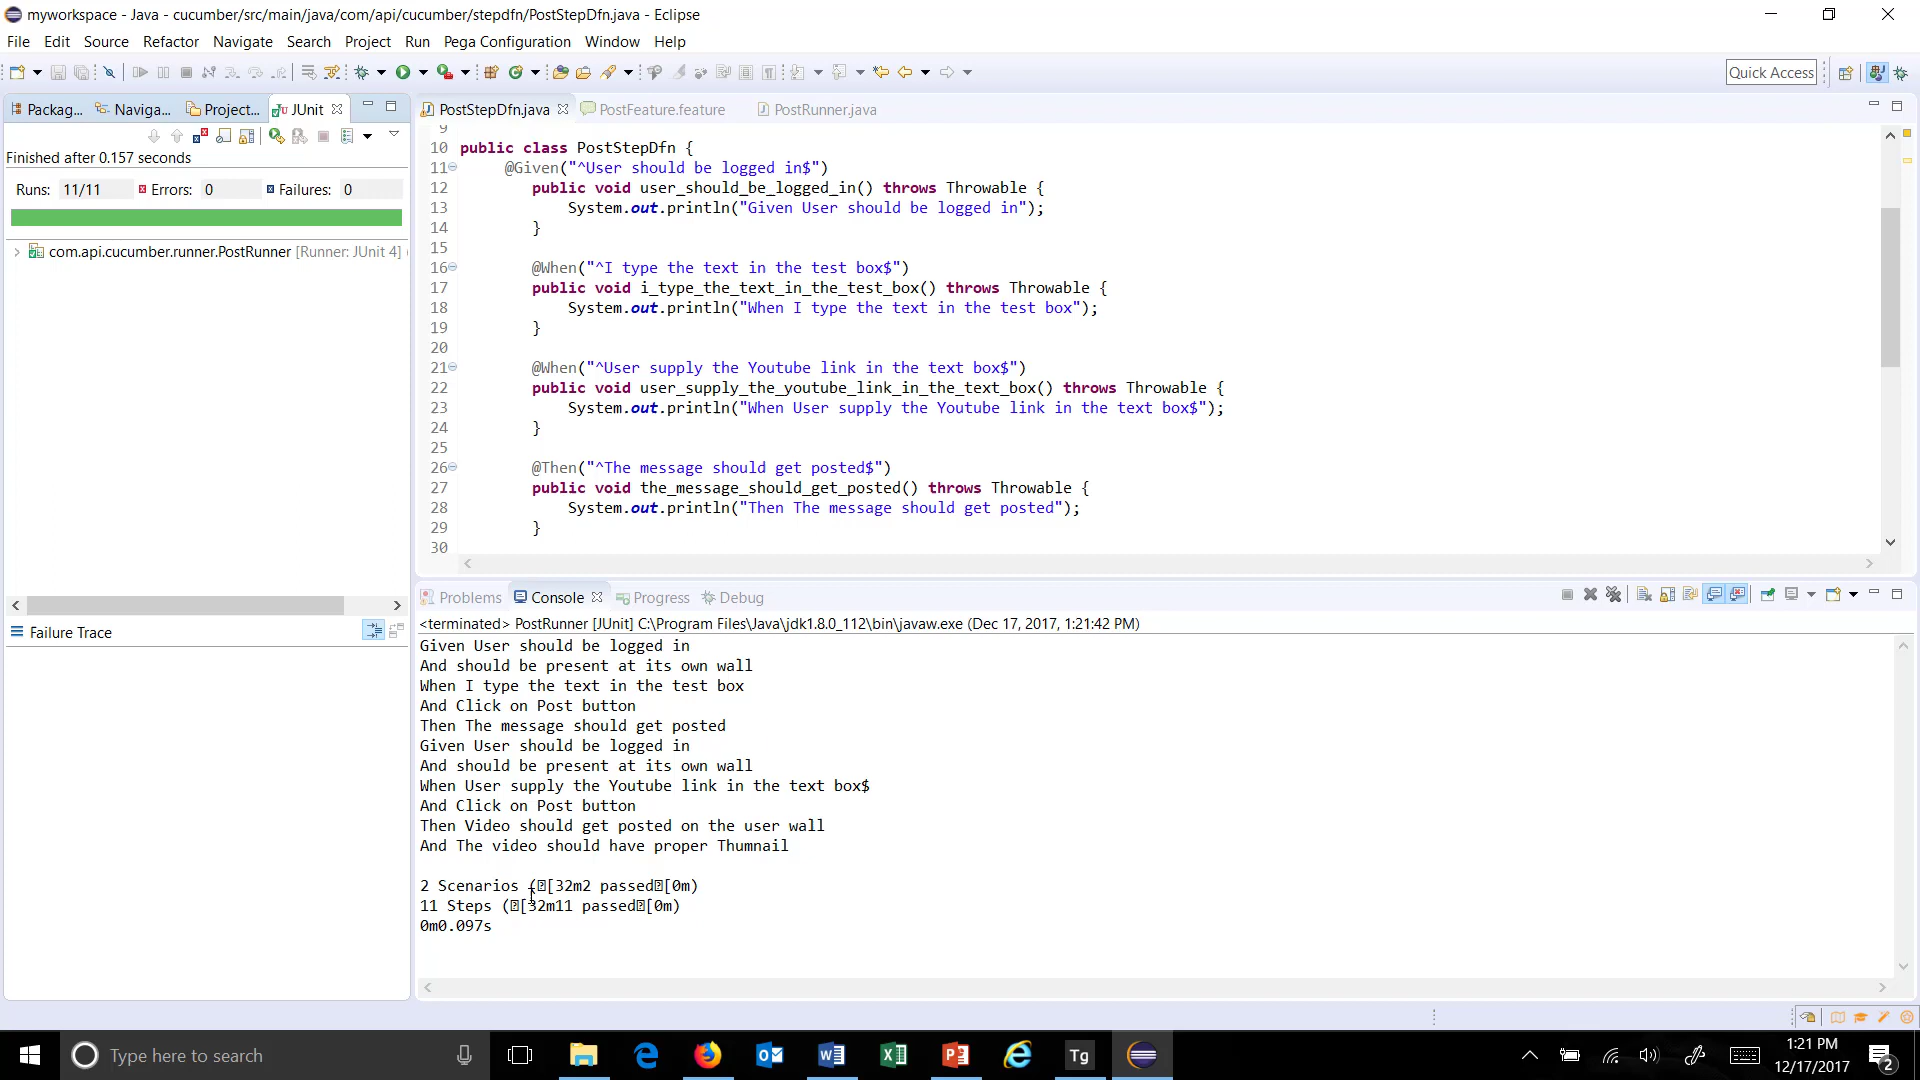 myworkspace - Java - cucumber/src/main/java/com/api/cucumber/stepdfn/PostStepDfn.java - Eclipse
File Edit Source Refactor Navigate Search Project Run Pega Configuration Window Help
Quick Access
Packag... Naviga... Project... JUnit
PostStepDfn.java PostFeature.feature PostRunner.java
Finished after 0.157 seconds
Runs: 11/11 Errors: 0 Failures: 0
com.api.cucumber.runner.PostRunner [Runner: JUnit 4] (
Failure Trace
9
10 public class PostStepDfn {
11 @Given("^User should be logged in$")
12 public void user_should_be_logged_in() throws Throwable {
13 System.out.println("Given User should be logged in");
14 }
15
16 @When("^I type the text in the test box$")
17 public void i_type_the_text_in_the_test_box() throws Throwable {
18 System.out.println("When I type the text in the test box");
19 }
20
21 @When("^User supply the Youtube link in the text box$")
22 public void user_supply_the_youtube_link_in_the_text_box() throws Throwable {
23 System.out.println("When User supply the Youtube link in the text box$");
24 }
25
26 @Then("^The message should get posted$")
27 public void the_message_should_get_posted() throws Throwable {
28 System.out.println("Then The message should get posted");
29 }
30
Problems Console Progress Debug
<terminated> PostRunner [JUnit] C:\Program Files\Java\jdk1.8.0_112\bin\javaw.exe (Dec 17, 2017, 1:21:42 PM)
Given User should be logged in
And should be present at its own wall
When I type the text in the test box
And Click on Post button
Then The message should get posted
Given User should be logged in
And should be present at its own wall
When User supply the Youtube link in the text box$
And Click on Post button
Then Video should get posted on the user wall
And The video should have proper Thumnail
2 Scenarios (⍰[32m2 passed⍰[0m)
11 Steps (⍰[32m11 passed⍰[0m)
0m0.097s
Type here to search
Tg
1:21 PM
12/17/2017
2